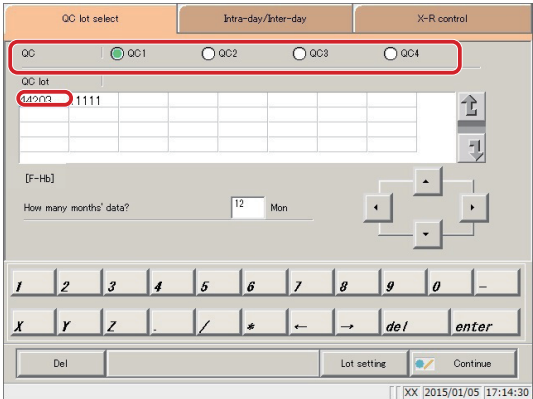 QC lot select Intra-day/Inter-day X-R control
QC QC1 QC2 QC3 QC4
QC lot
44203 1111
[F-Hb]
How many months' data? 12 Mon
1 2 3 4 5 6 7 8 9 0 -
X Y Z . / * ← → del enter
Del Lot setting Continue
XX 2015/01/05 17:14:30